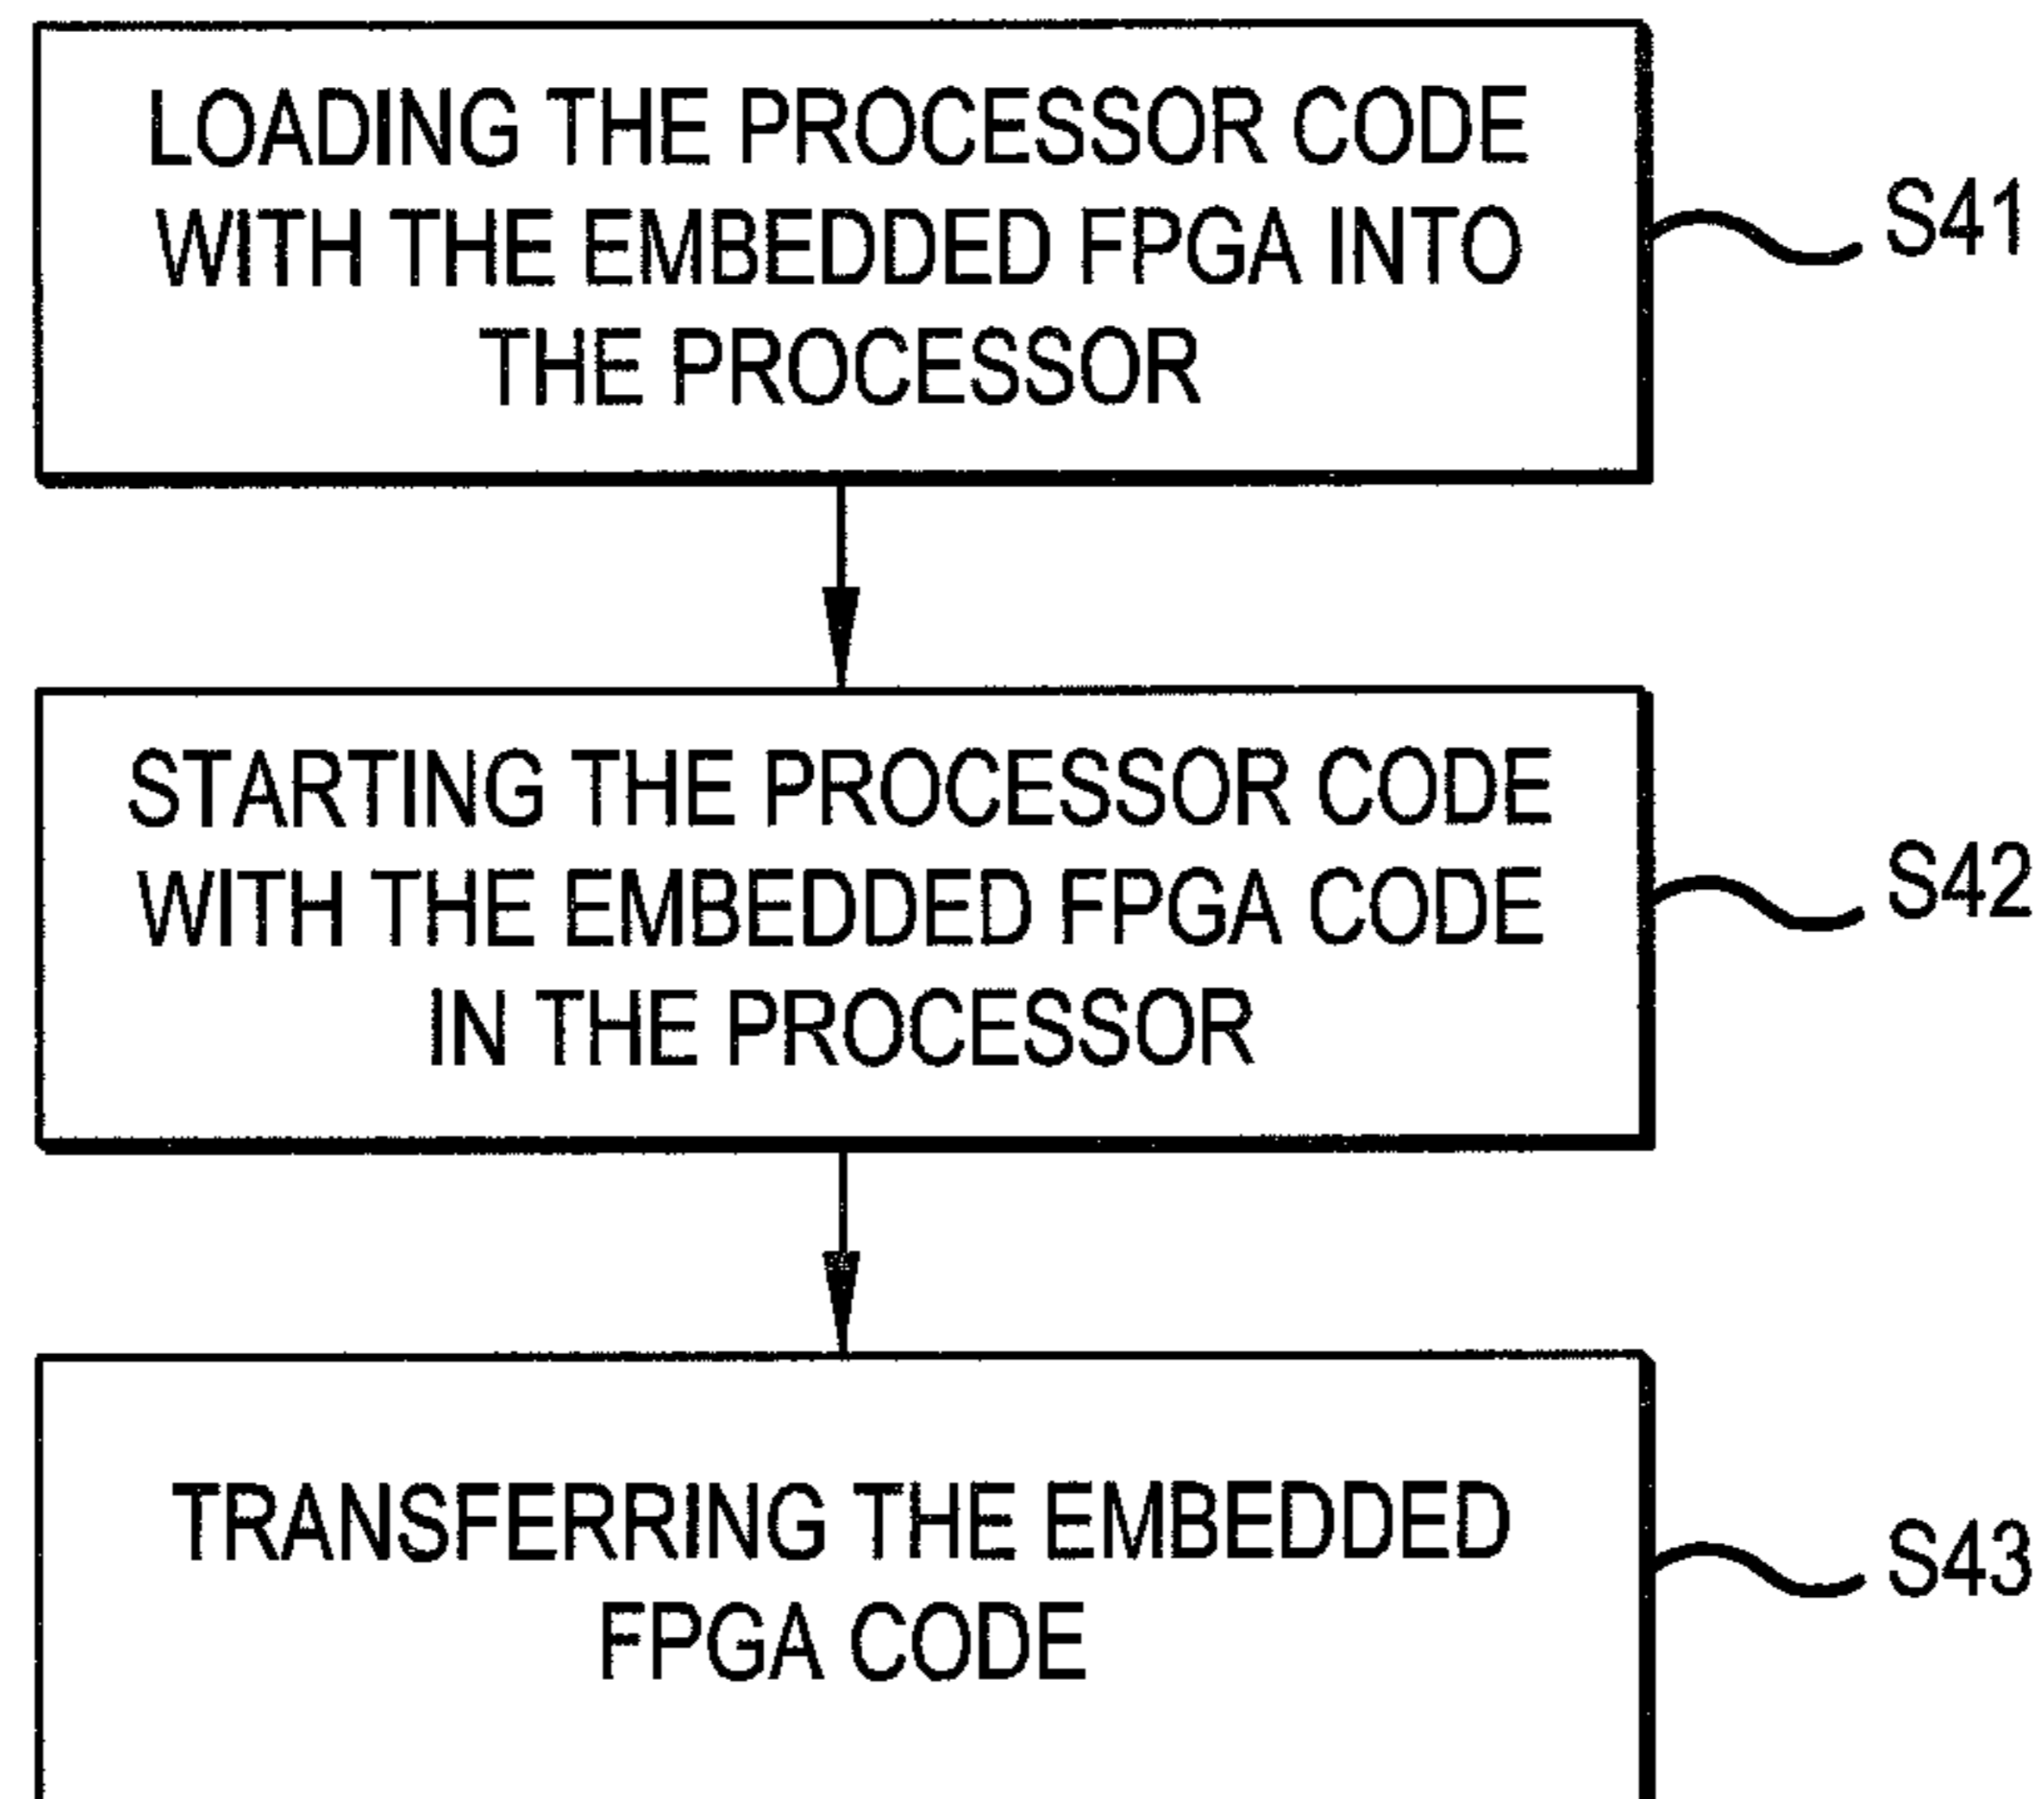 LOADING THE PROCESSOR CODE
WITH THE EMBEDDED FPGA INTO
THE PROCESSOR
S41
STARTING THE PROCESSOR CODE
WITH THE EMBEDDED FPGA CODE
IN THE PROCESSOR
S42
TRANSFERRING THE EMBEDDED
FPGA CODE
S43